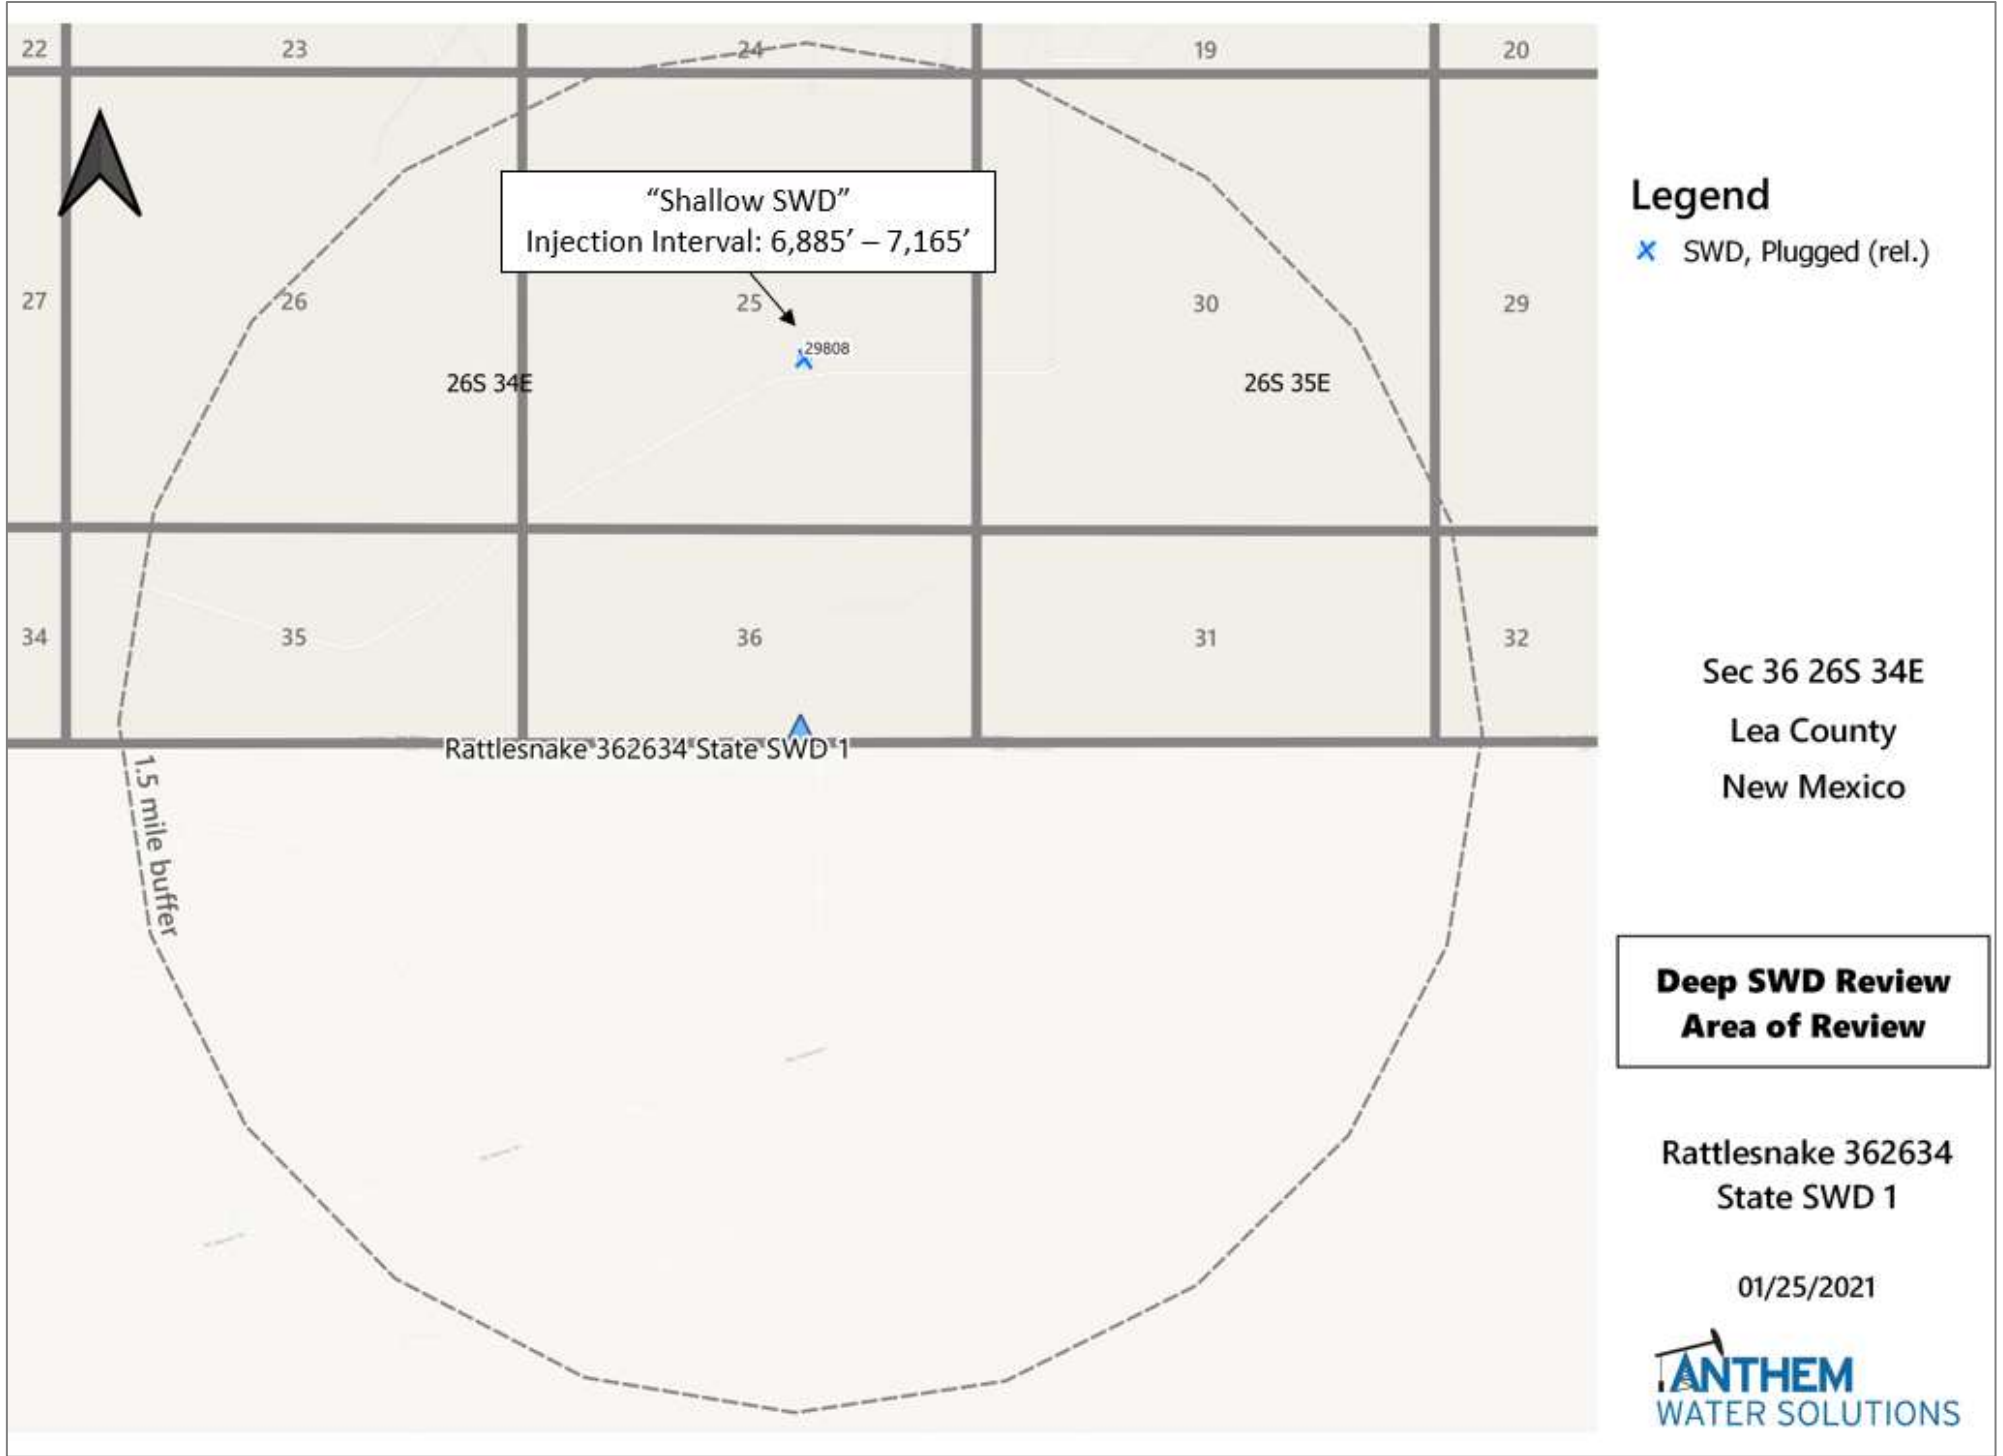 22
23
24
19
20
“Shallow SWD”
Injection Interval: 6,885′ – 7,165′
27
26
25
30
29
29808
26S 34E
26S 35E
34
35
36
31
32
Rattlesnake 362634 State SWD 1
1.5 mile buffer
Legend
SWD, Plugged (rel.)
Sec 36 26S 34E
Lea County
New Mexico
Deep SWD Review
Area of Review
Rattlesnake 362634
State SWD 1
01/25/2021
ANTHEM
WATER SOLUTIONS